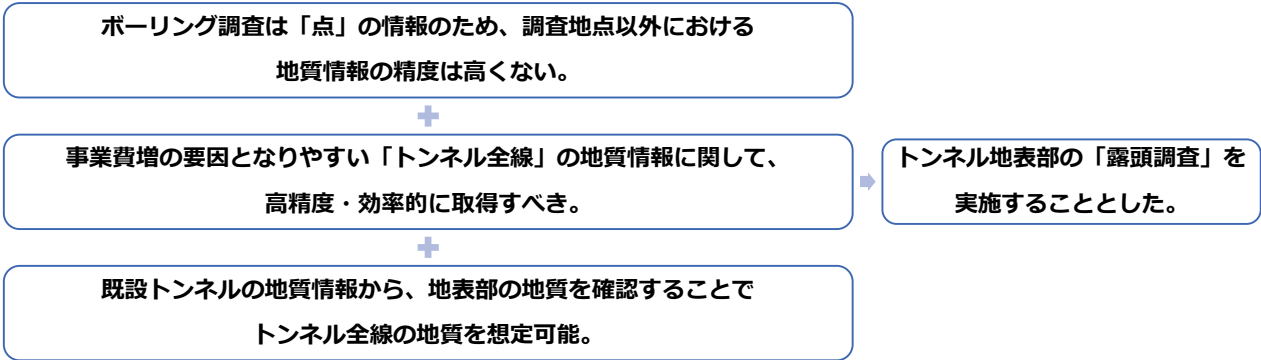 ボーリング調査は「点」の情報のため、調査地点以外における
地質情報の精度は高くない。
事業費増の要因となりやすい「トンネル全線」の地質情報に関して、
高精度・効率的に取得すべき。
既設トンネルの地質情報から、地表部の地質を確認することで
トンネル全線の地質を想定可能。
トンネル地表部の「露頭調査」を
実施することとした。